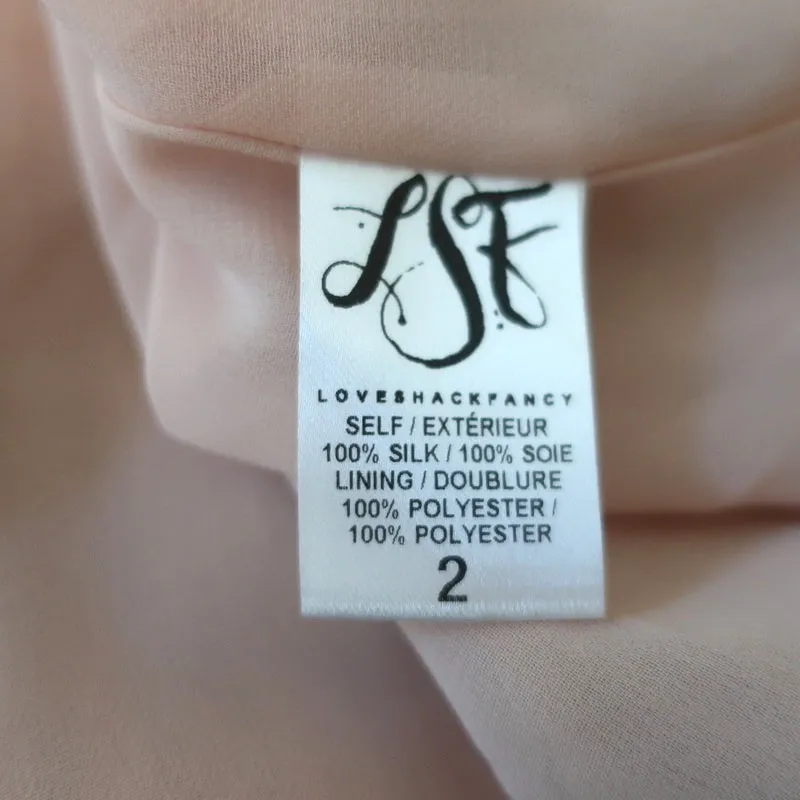 LSF
LOVESHACKFANCY
SELF / EXTÉRIEUR
100% SILK / 100% SOIE
LINING / DOUBLURE
100% POLYESTER /
100% POLYESTER
2